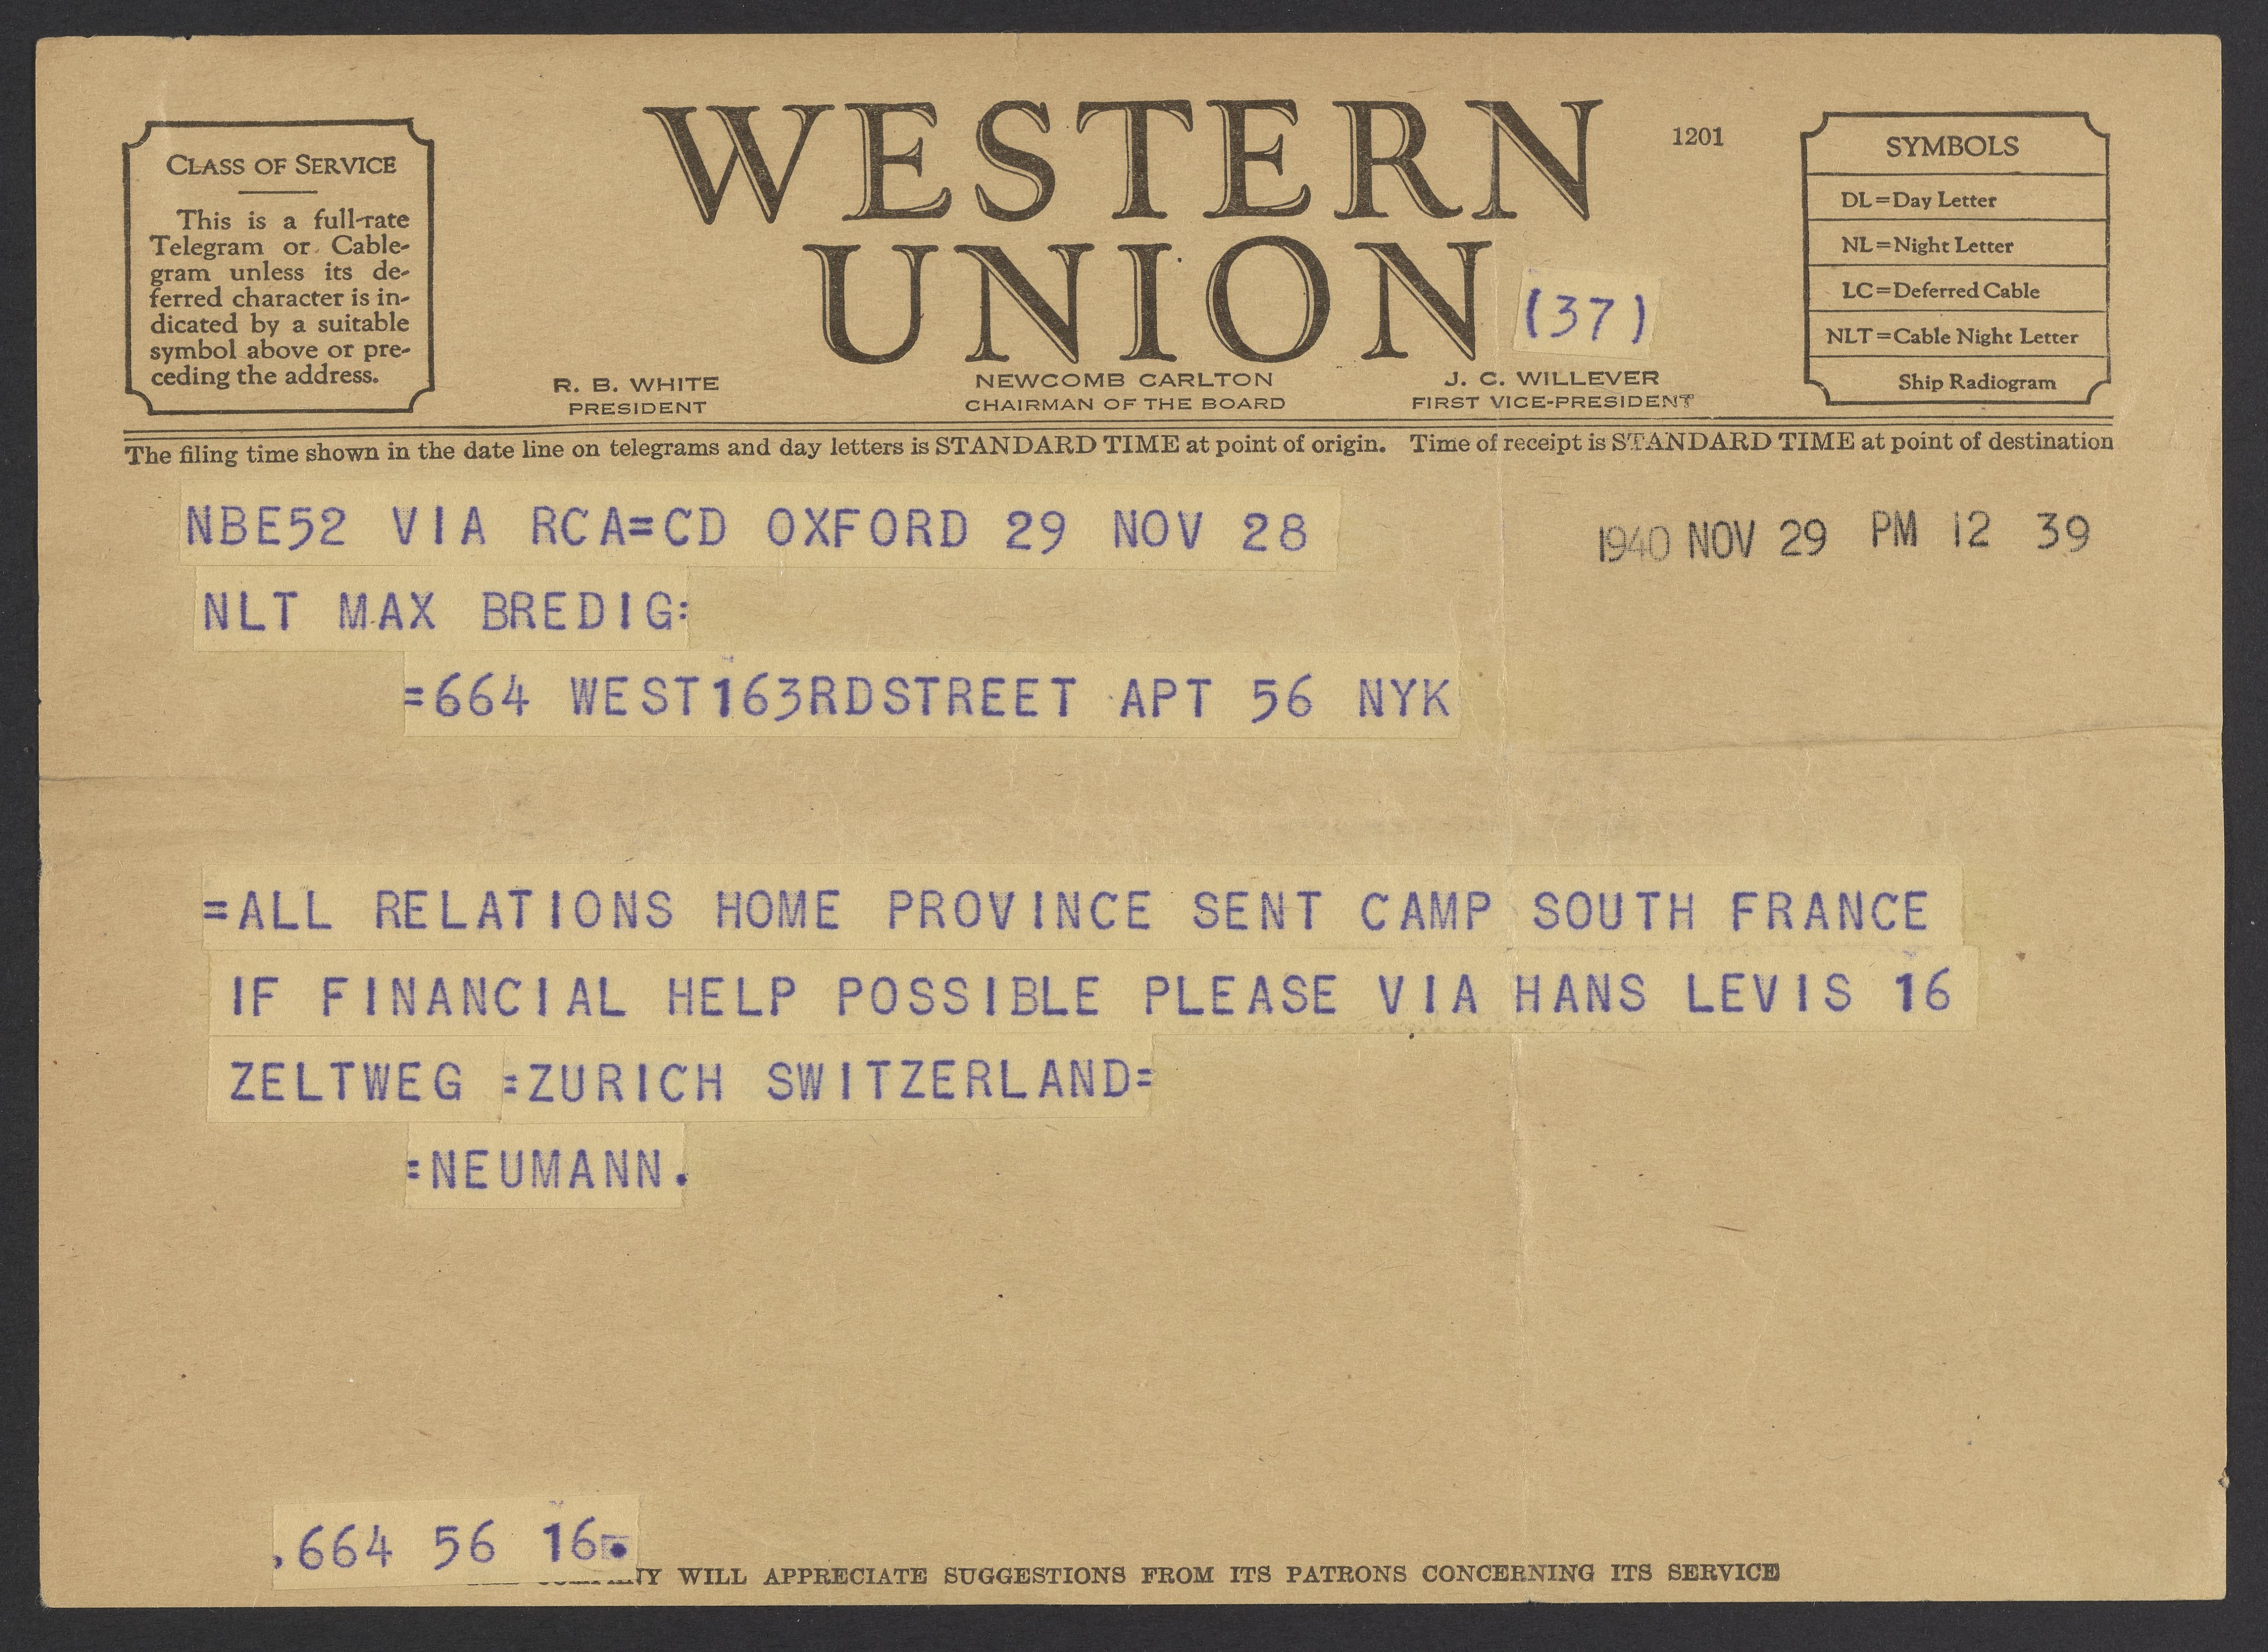 CLASS OF SERVICE
This is a full-rate
Telegram or Cable-
gram unless its de-
ferred character is in-
dicated by a suitable
symbol above or pre-
ceding the address.
WESTERN
UNION
1201
(37)
R. B. WHITE
PRESIDENT
NEWCOMB CARLTON
CHAIRMAN OF THE BOARD
J. C. WILLEVER
FIRST VICE-PRESIDENT
SYMBOLS
DL=Day Letter
NL=Night Letter
LC=Deferred Cable
NLT=Cable Night Letter
Ship Radiogram
The filing time shown in the date line on telegrams and day letters is STANDARD TIME at point of origin. Time of receipt is STANDARD TIME at point of destination
NBE52 VIA RCA=CD OXFORD 29 NOV 28
1940 NOV 29 PM 12 39
NLT MAX BREDIG=
=664 WEST163RDSTREET APT 56 NYK
=ALL RELATIONS HOME PROVINCE SENT CAMP SOUTH FRANCE
IF FINANCIAL HELP POSSIBLE PLEASE VIA HANS LEVIS 16
ZELTWEG =ZURICH SWITZERLAND=
=NEUMANN.
.664 56 16.
WILL APPRECIATE SUGGESTIONS FROM ITS PATRONS CONCERNING ITS SERVICE